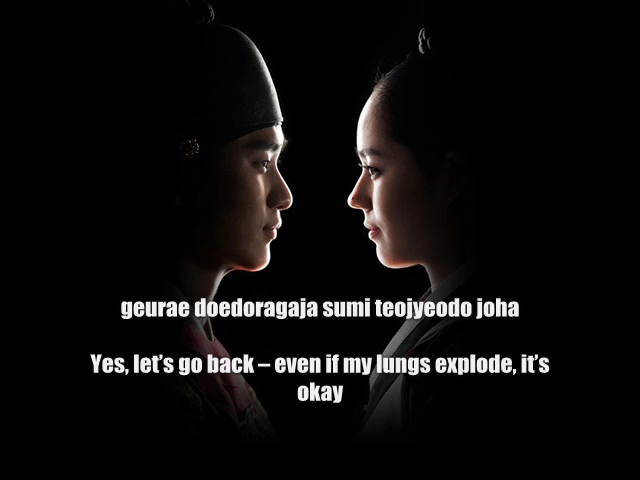 geurae doedoragaja sumi teojyeodo joha
Yes, let’s go back – even if my lungs explode, it’s
okay